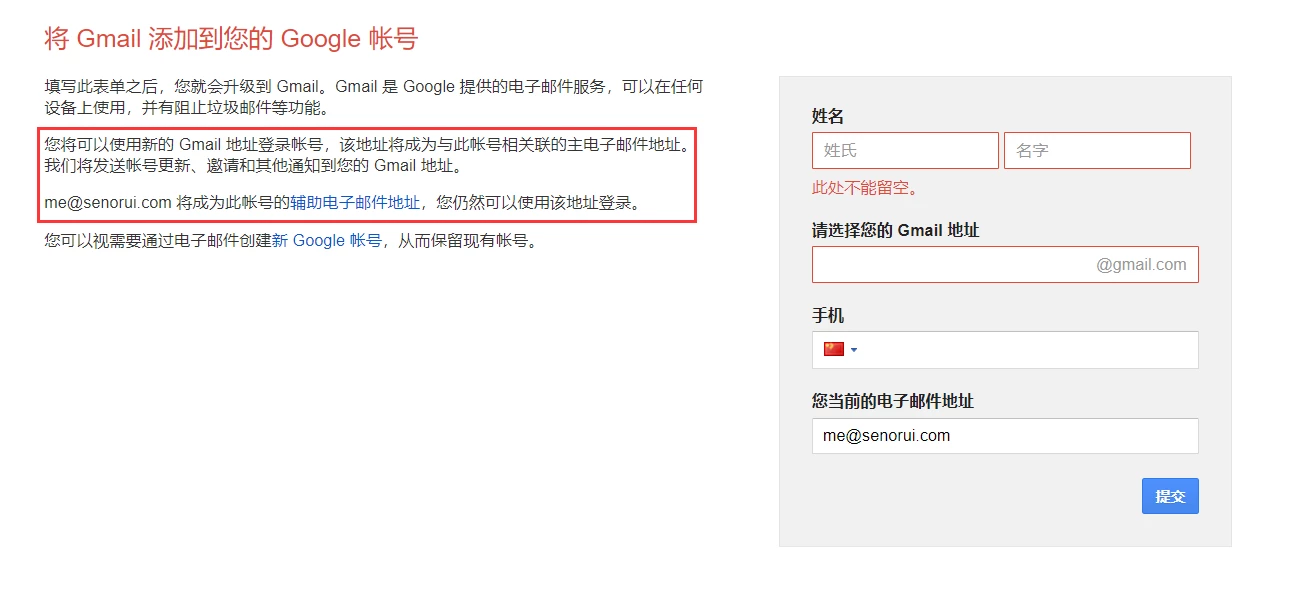 将 Gmail 添加到您的 Google 帐号
填写此表单之后，您就会升级到 Gmail。Gmail 是 Google 提供的电子邮件服务，可以在任何
设备上使用，并有阻止垃圾邮件等功能。
您将可以使用新的 Gmail 地址登录帐号，该地址将成为与此帐号相关联的主电子邮件地址。
我们将发送帐号更新、邀请和其他通知到您的 Gmail 地址。
me@senorui.com 将成为此帐号的辅助电子邮件地址，您仍然可以使用该地址登录。
您可以视需要通过电子邮件创建新 Google 帐号，从而保留现有帐号。
姓名
姓氏 名字
此处不能留空。
请选择您的 Gmail 地址
@gmail.com
手机
您当前的电子邮件地址
me@senorui.com
提交